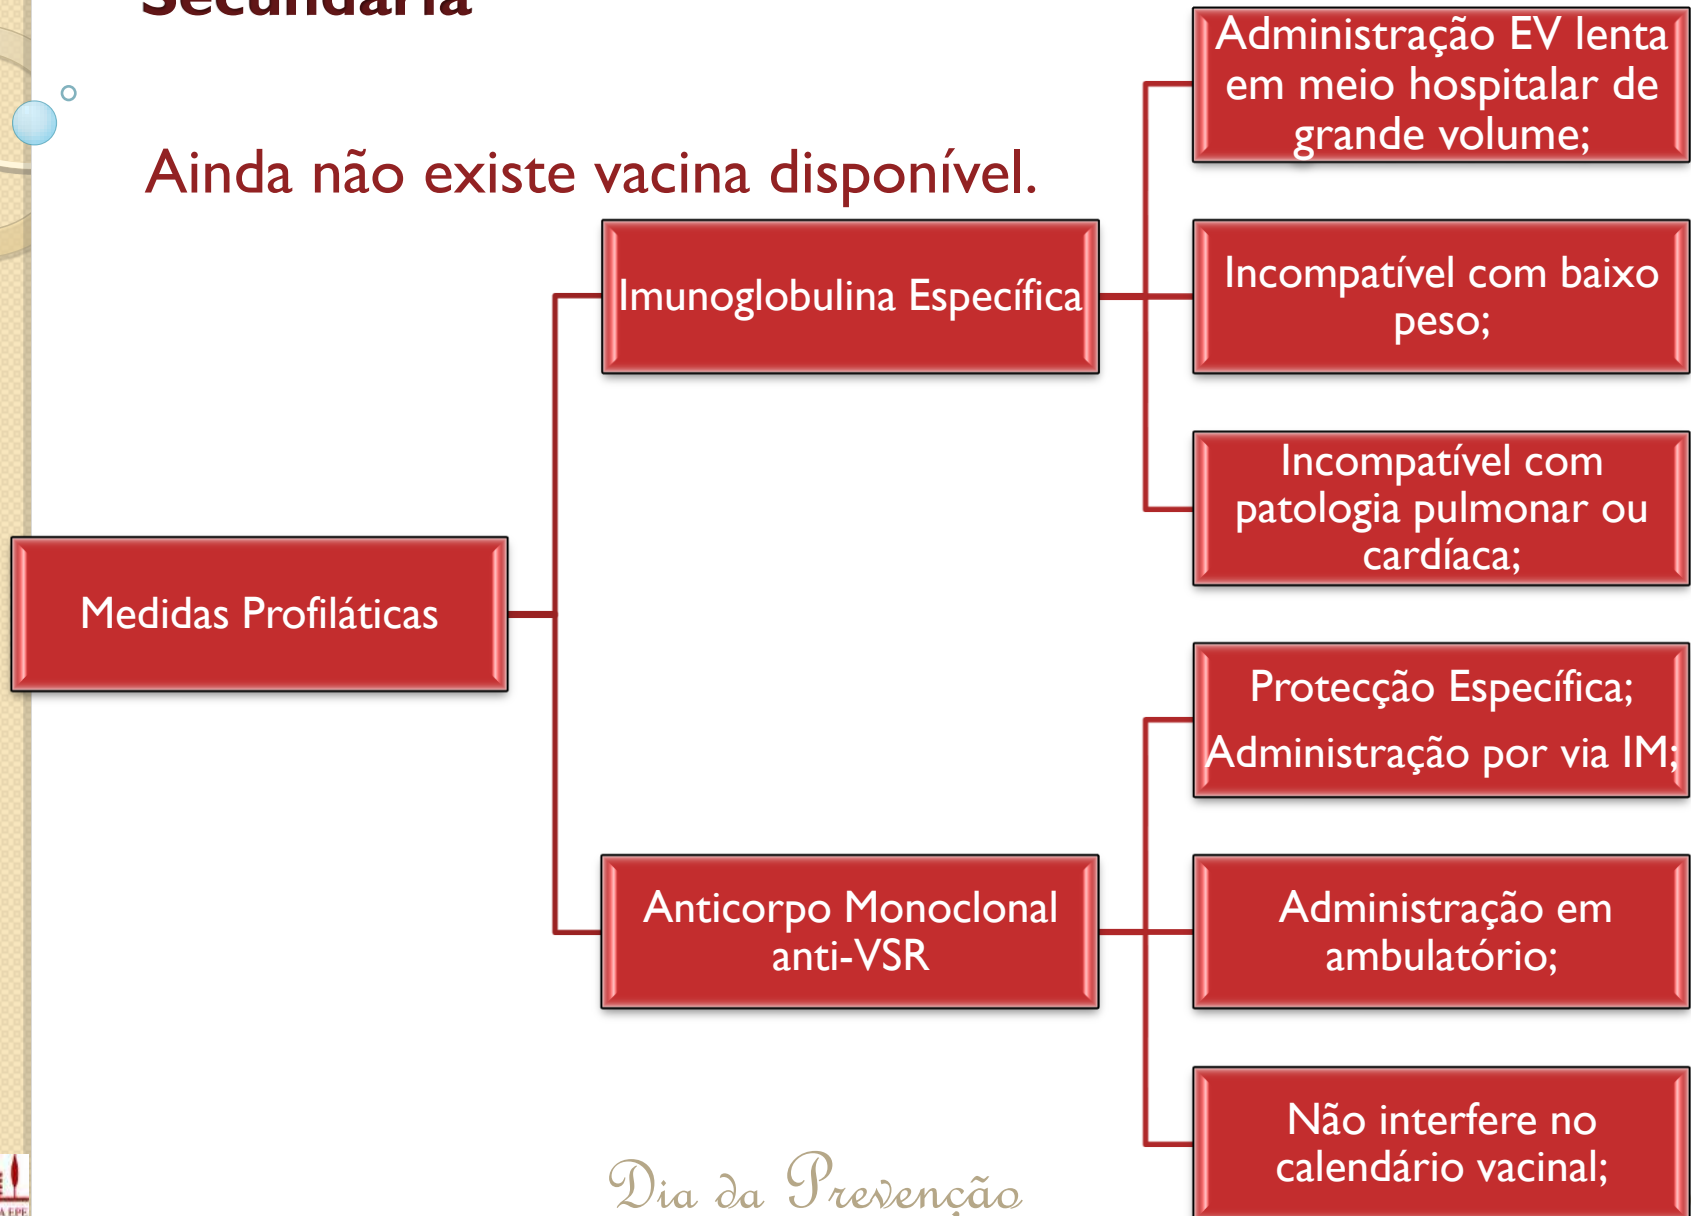 Secundária
Ainda não existe vacina disponível.
Medidas Profiláticas
Imunoglobulina Específica
Administração EV lenta
em meio hospitalar de
grande volume;
Incompatível com baixo
peso;
Incompatível com
patologia pulmonar ou
cardíaca;
Anticorpo Monoclonal
anti-VSR
Protecção Específica;
Administração por via IM;
Administração em
ambulatório;
Não interfere no
calendário vacinal;
Dia da Prevenção
EPE